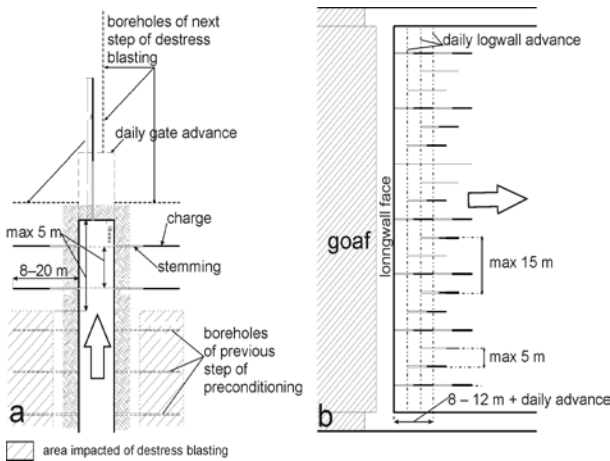 boreholes of next
step of destress
blasting
daily gate advance
max 5 m
charge
stemming
8–20 m
boreholes
of previous
step of
preconditioning
a
area impacted of destress blasting
daily logwall advance
goaf
lonngwall face
max 15 m
max 5 m
8 – 12 m + daily advance
b